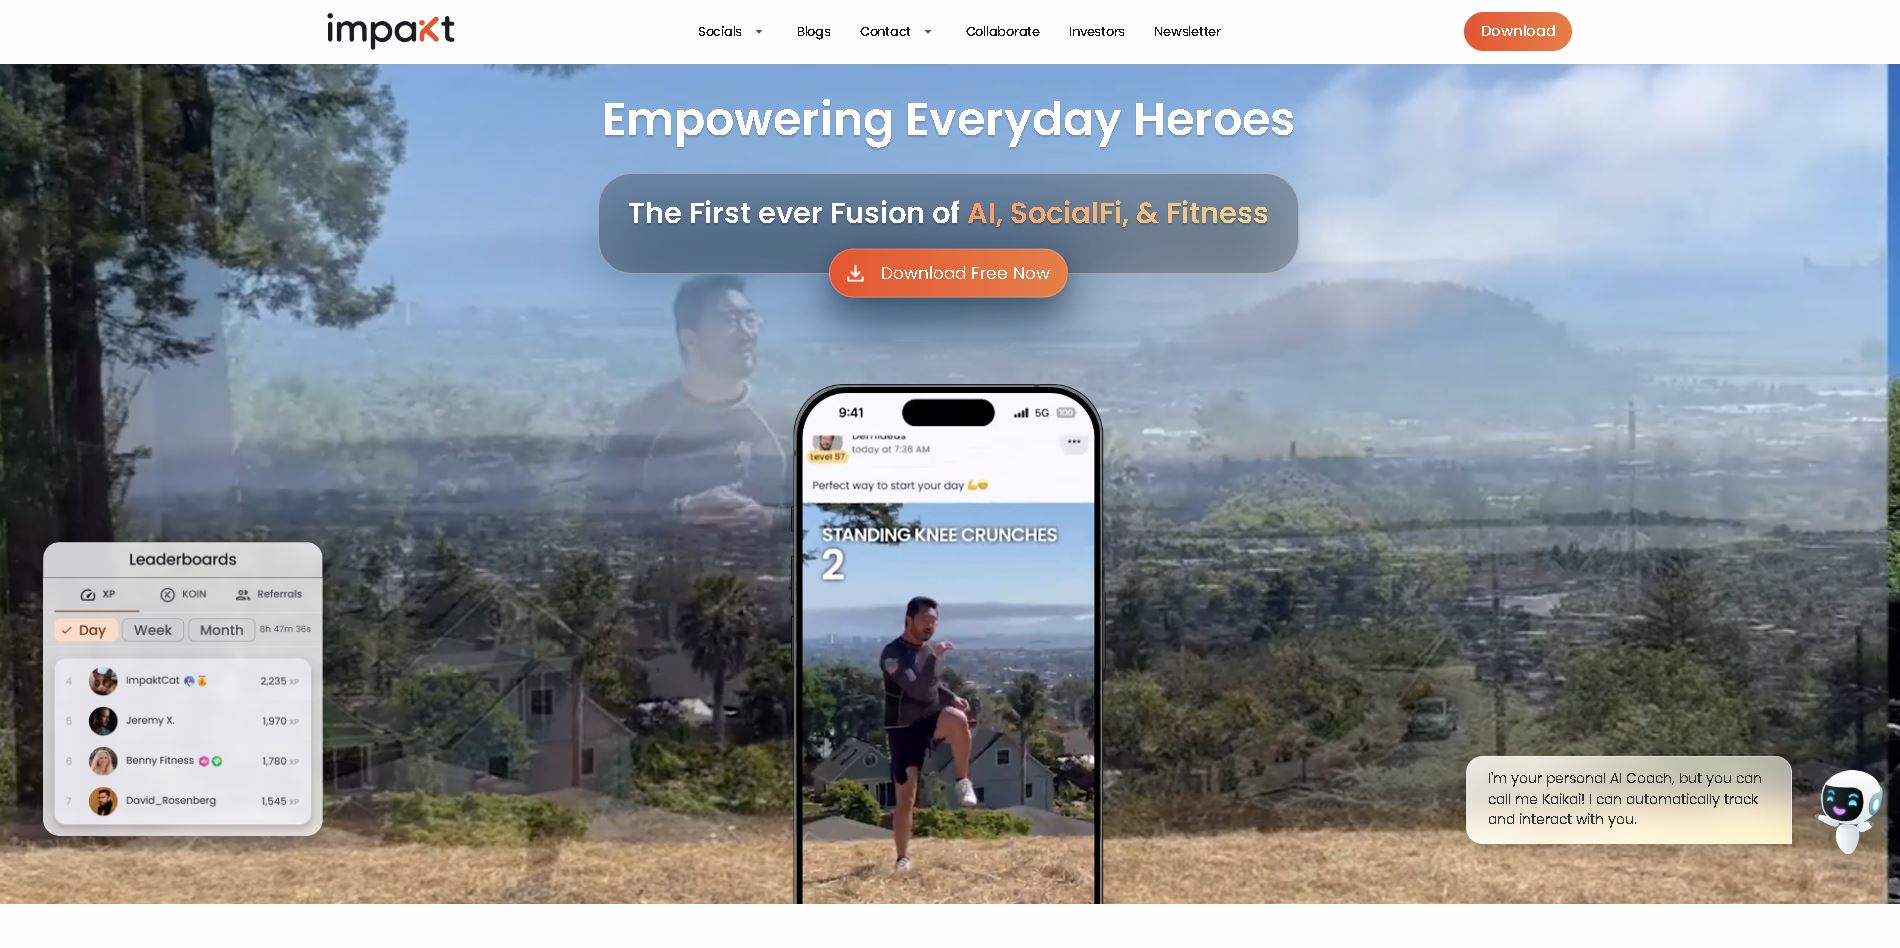 impakt
Socials
Blogs
Contact
Collaborate
Investors
Newsletter
Download
Empowering Everyday Heroes
The First ever Fusion of AI, SocialFi, & Fitness
Download Free Now
9:41
5G 100
today at 7:36 AM
Level 57
Perfect way to start your day 💪😎
STANDING KNEE CRUNCHES
2
Leaderboards
XP KOIN Referrals
Day Week Month 8h 47m 36s
4 ImpaktCat 2,235 XP
5 Jeremy X. 1,970 XP
6 Benny Fitness 1,780 XP
7 David_Rosenberg 1,545 XP
I'm your personal AI Coach, but you can
call me Kaikai! I can automatically track
and interact with you.